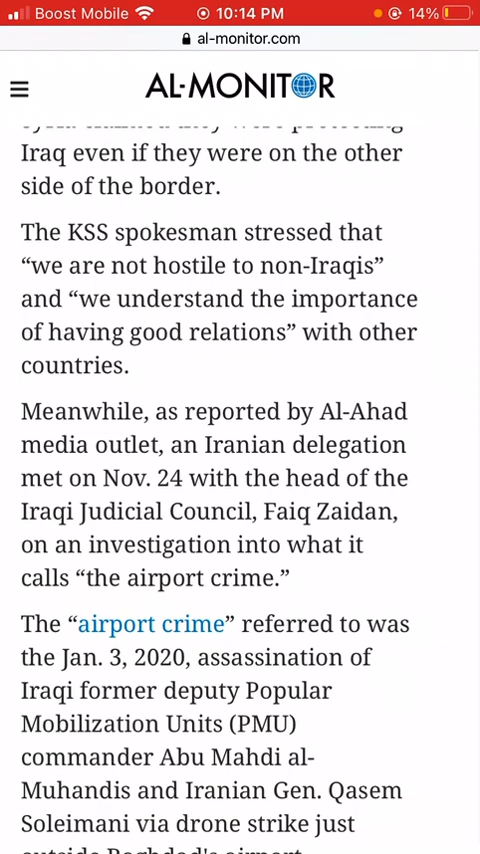 Boost Mobile 10:14 PM 14%
al-monitor.com
AL-MONITOR
Iraq even if they were on the other
side of the border.
The KSS spokesman stressed that
“we are not hostile to non-Iraqis”
and “we understand the importance
of having good relations” with other
countries.
Meanwhile, as reported by Al-Ahad
media outlet, an Iranian delegation
met on Nov. 24 with the head of the
Iraqi Judicial Council, Faiq Zaidan,
on an investigation into what it
calls “the airport crime.”
The “airport crime” referred to was
the Jan. 3, 2020, assassination of
Iraqi former deputy Popular
Mobilization Units (PMU)
commander Abu Mahdi al-
Muhandis and Iranian Gen. Qasem
Soleimani via drone strike just
outside Baghdad's airport